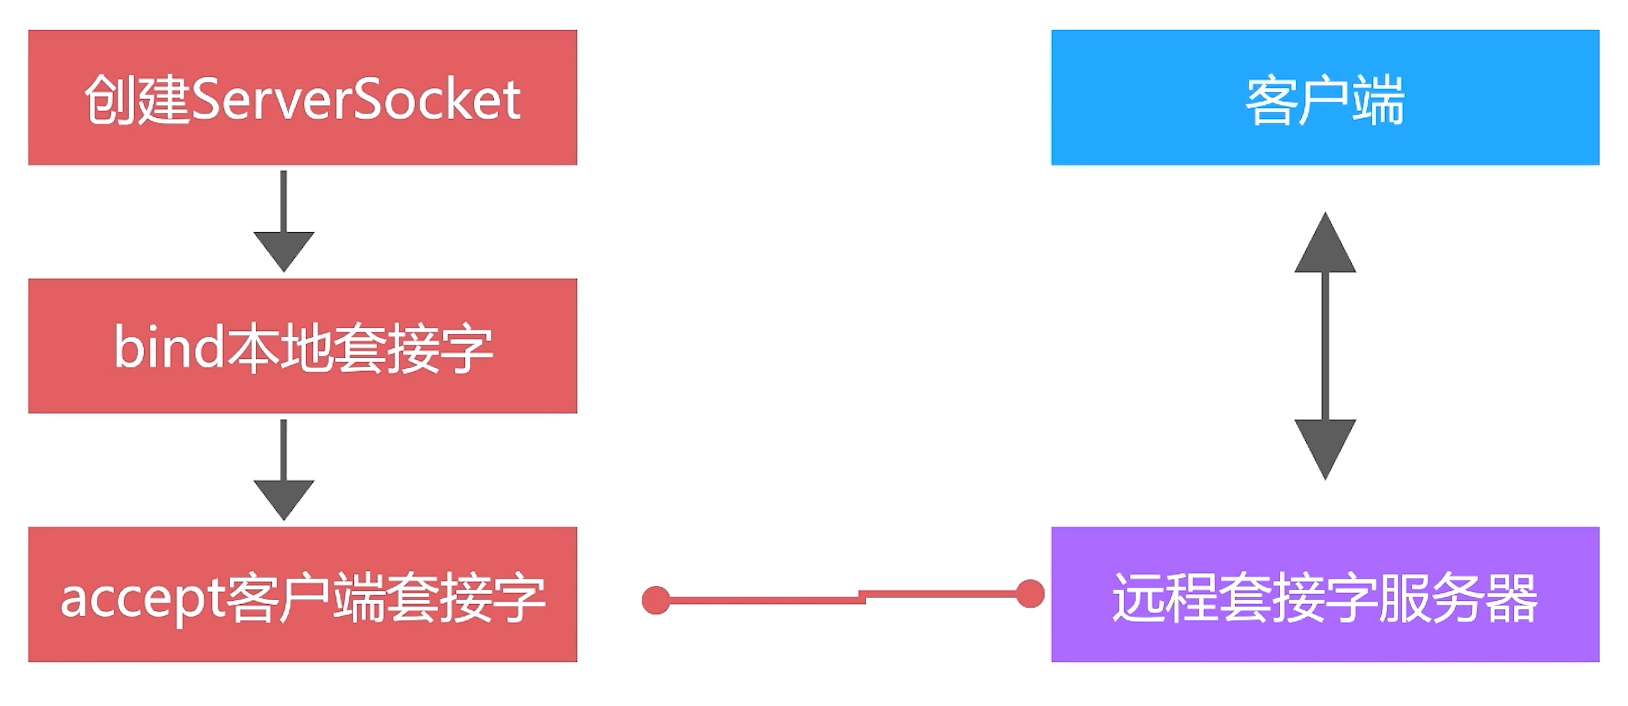 创建ServerSocket
客户端
bind本地套接字
accept客户端套接字
远程套接字服务器